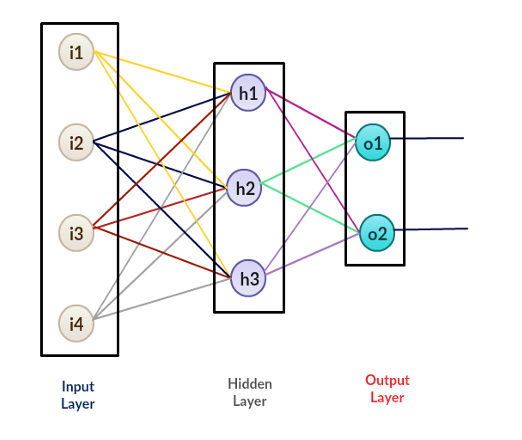 i1
i2
i3
i4
h1
h2
h3
o1
o2
Input
Layer
Hidden
Layer
Output
Layer